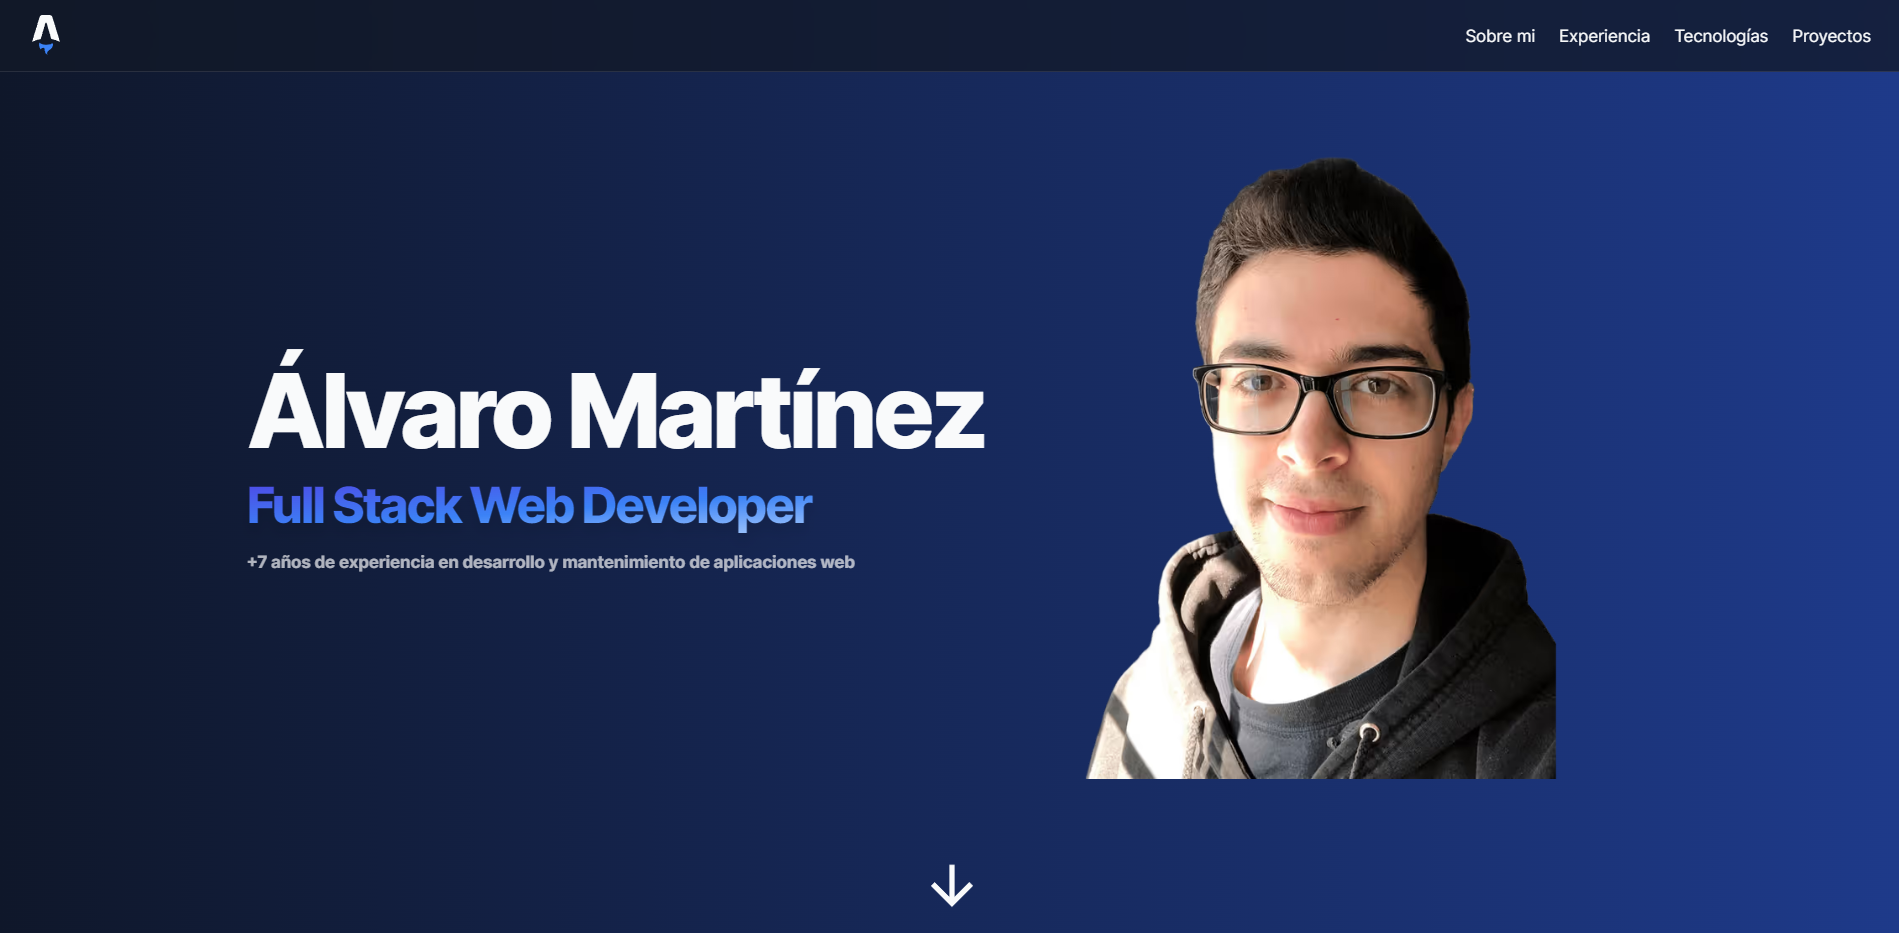 Sobre mi Experiencia Tecnologías Proyectos
Álvaro Martínez
Full Stack Web Developer
+7 años de experiencia en desarrollo y mantenimiento de aplicaciones web